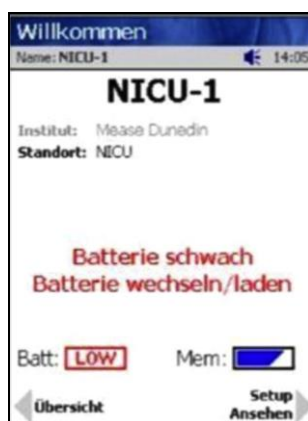 Willkommen
Name: NICU-1 14:05
NICU-1
Institut: Mease Dunedin
Standort: NICU
Batterie schwach
Batterie wechseln/laden
Batt: LOW Mem:
Übersicht Setup
Ansehen